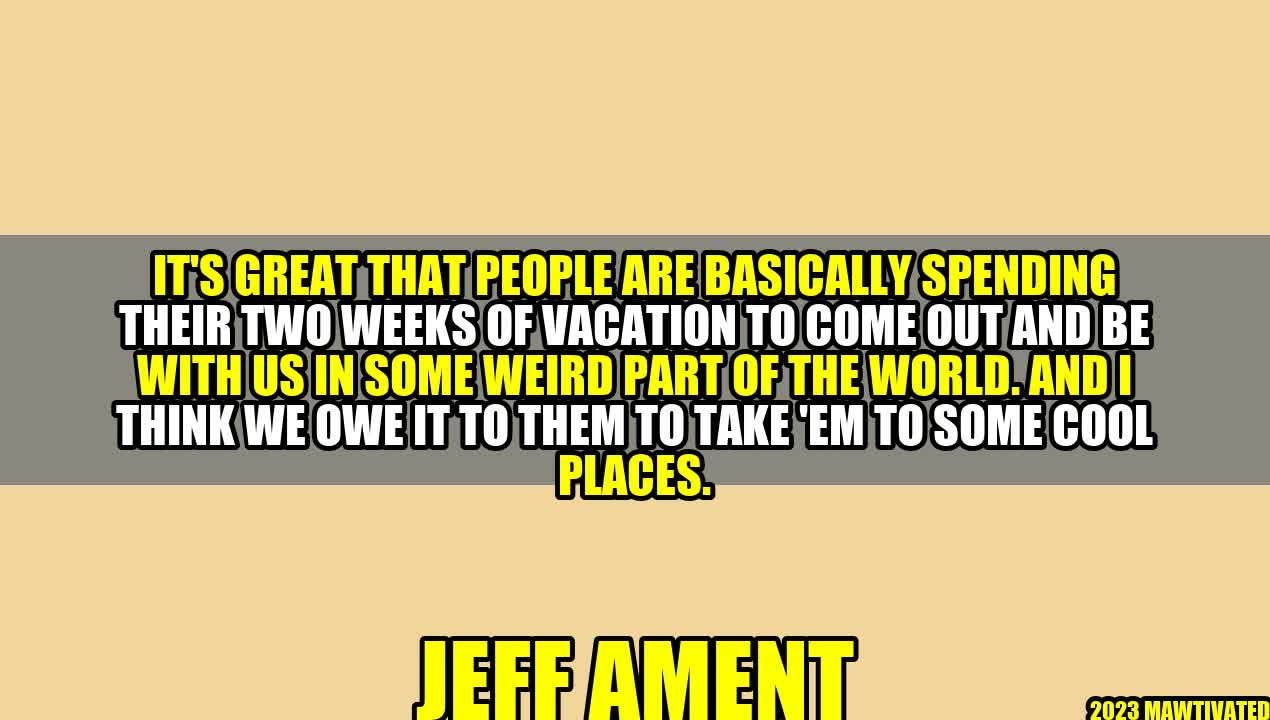 IT'S GREAT THAT PEOPLE ARE BASICALLY SPENDING
THEIR TWO WEEKS OF VACATION TO COME OUT AND BE
WITH US IN SOME WEIRD PART OF THE WORLD. AND I
THINK WE OWE IT TO THEM TO TAKE 'EM TO SOME COOL
PLACES.
JEFF AMENT
2023 MAWTIVATED